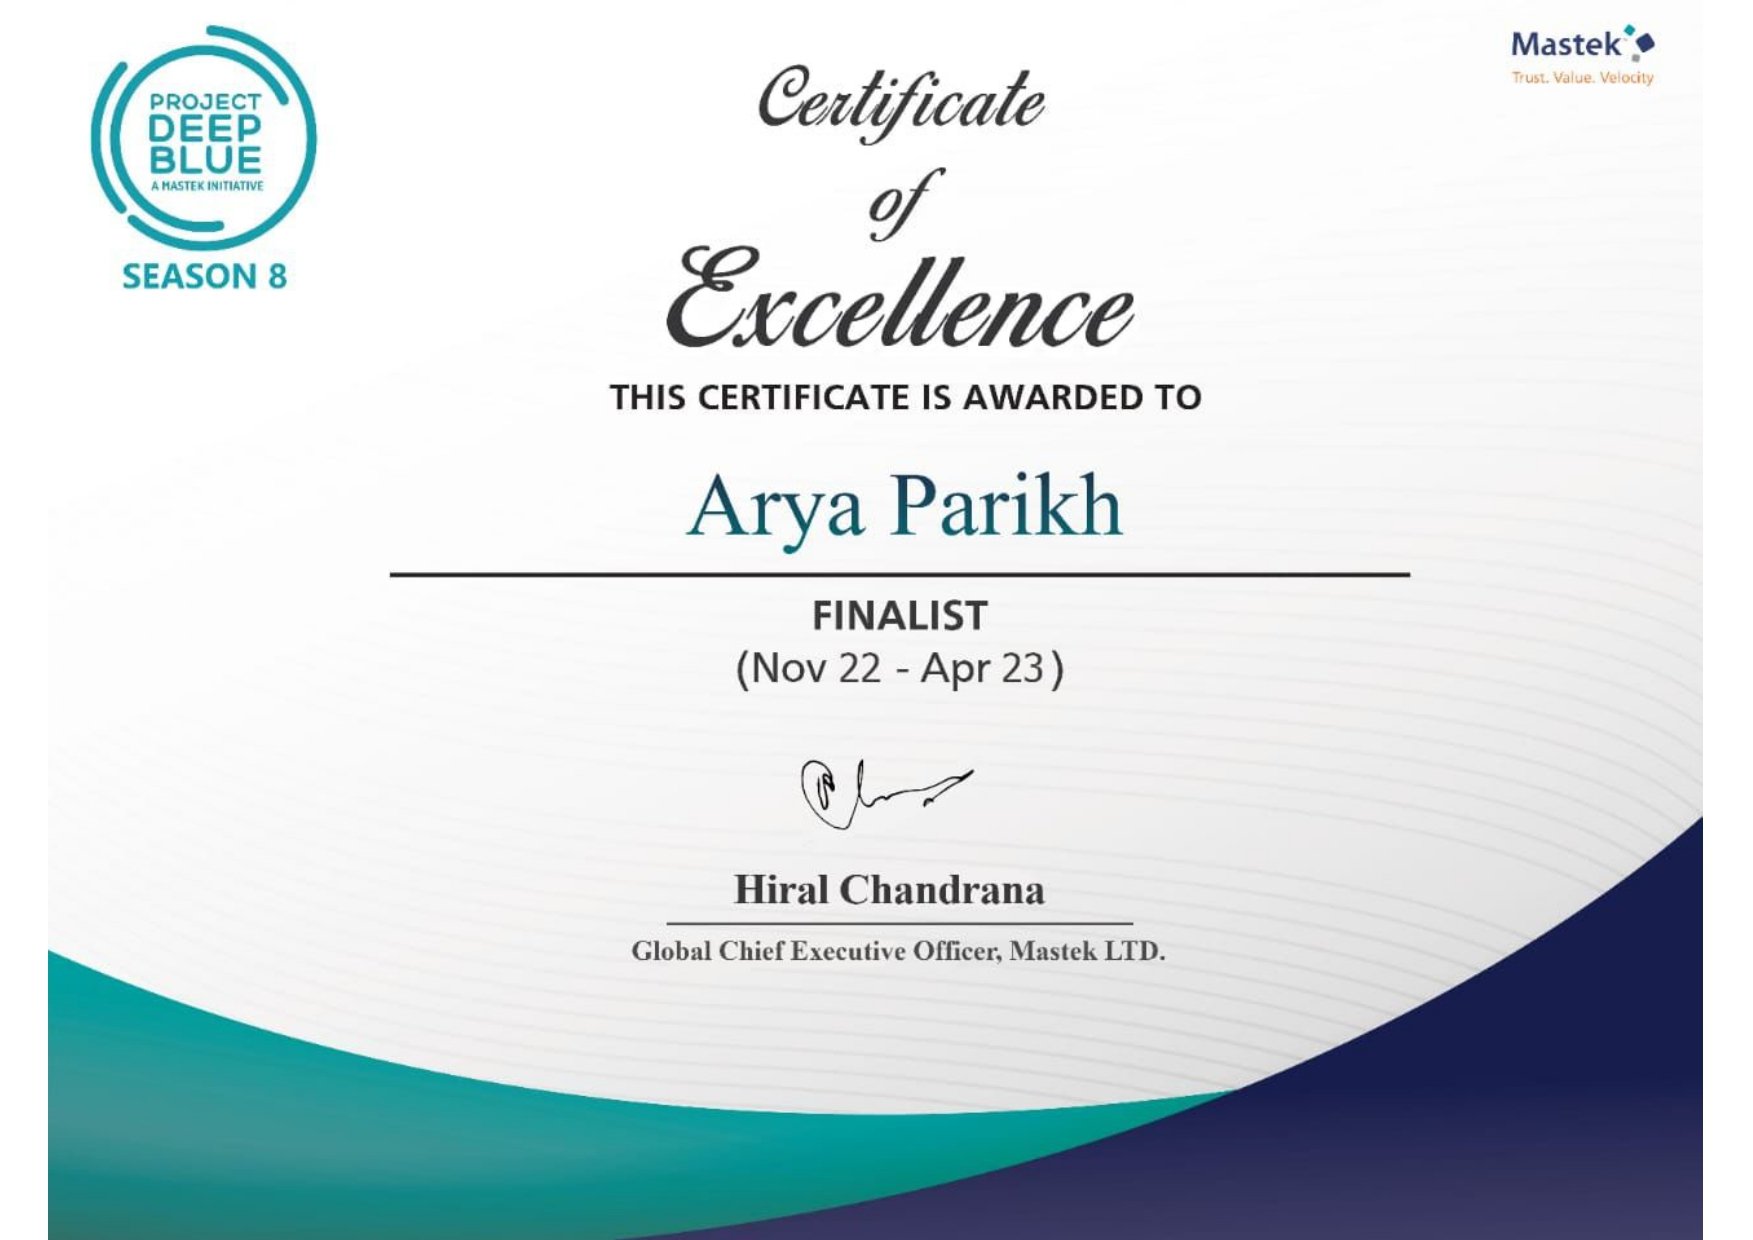 PROJECT
DEEP
BLUE
A MASTEK INITIATIVE
SEASON 8
Mastek
Trust. Value. Velocity
Certificate
of
Excellence
THIS CERTIFICATE IS AWARDED TO
Arya Parikh
FINALIST
(Nov 22 - Apr 23)
Hiral Chandrana
Global Chief Executive Officer, Mastek LTD.